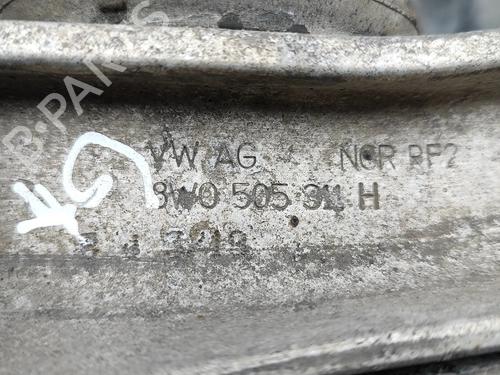 B-PARTS
VW AG NCR RF2
8W0 505 311 H